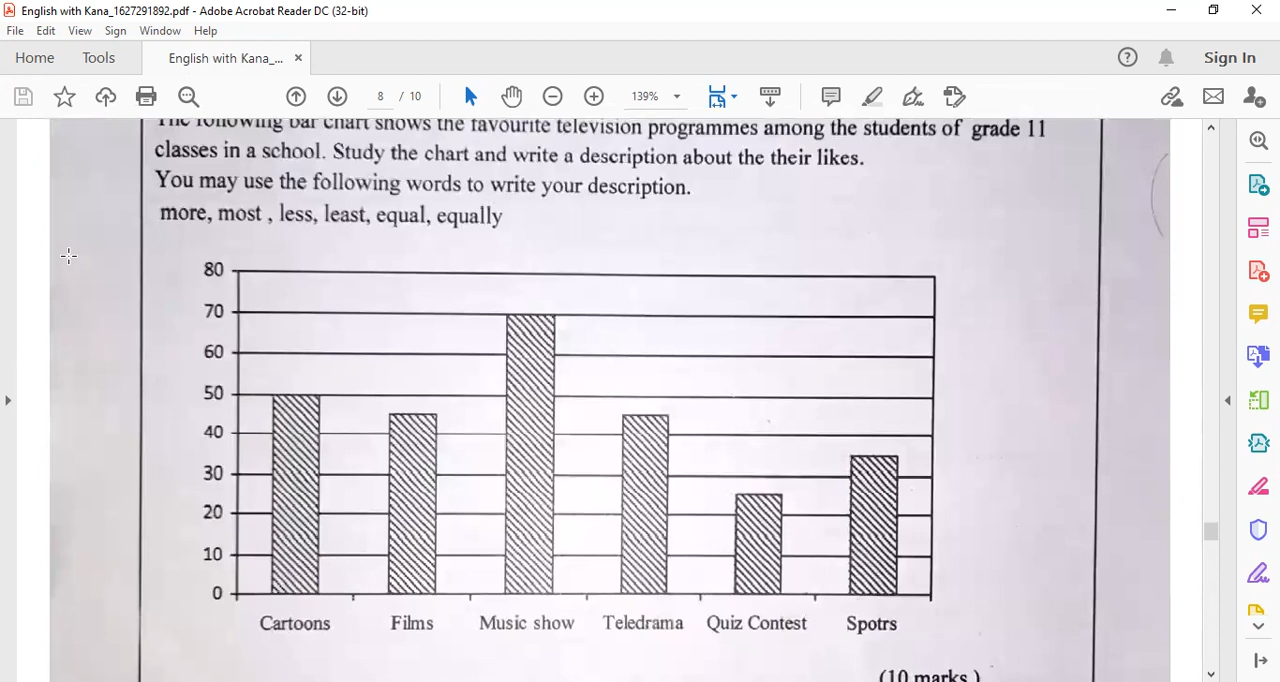 English with Kana_1627291892.pdf - Adobe Acrobat Reader DC (32-bit)
File Edit View Sign Window Help
Home Tools English with Kana_... × Sign In
8 / 10 139%
The following bar chart shows the favourite television programmes among the students of grade 11
classes in a school. Study the chart and write a description about the their likes.
You may use the following words to write your description.
more, most , less, least, equal, equally
80
70
60
50
40
30
20
10
0
Cartoons Films Music show Teledrama Quiz Contest Spotrs
(10 marks )